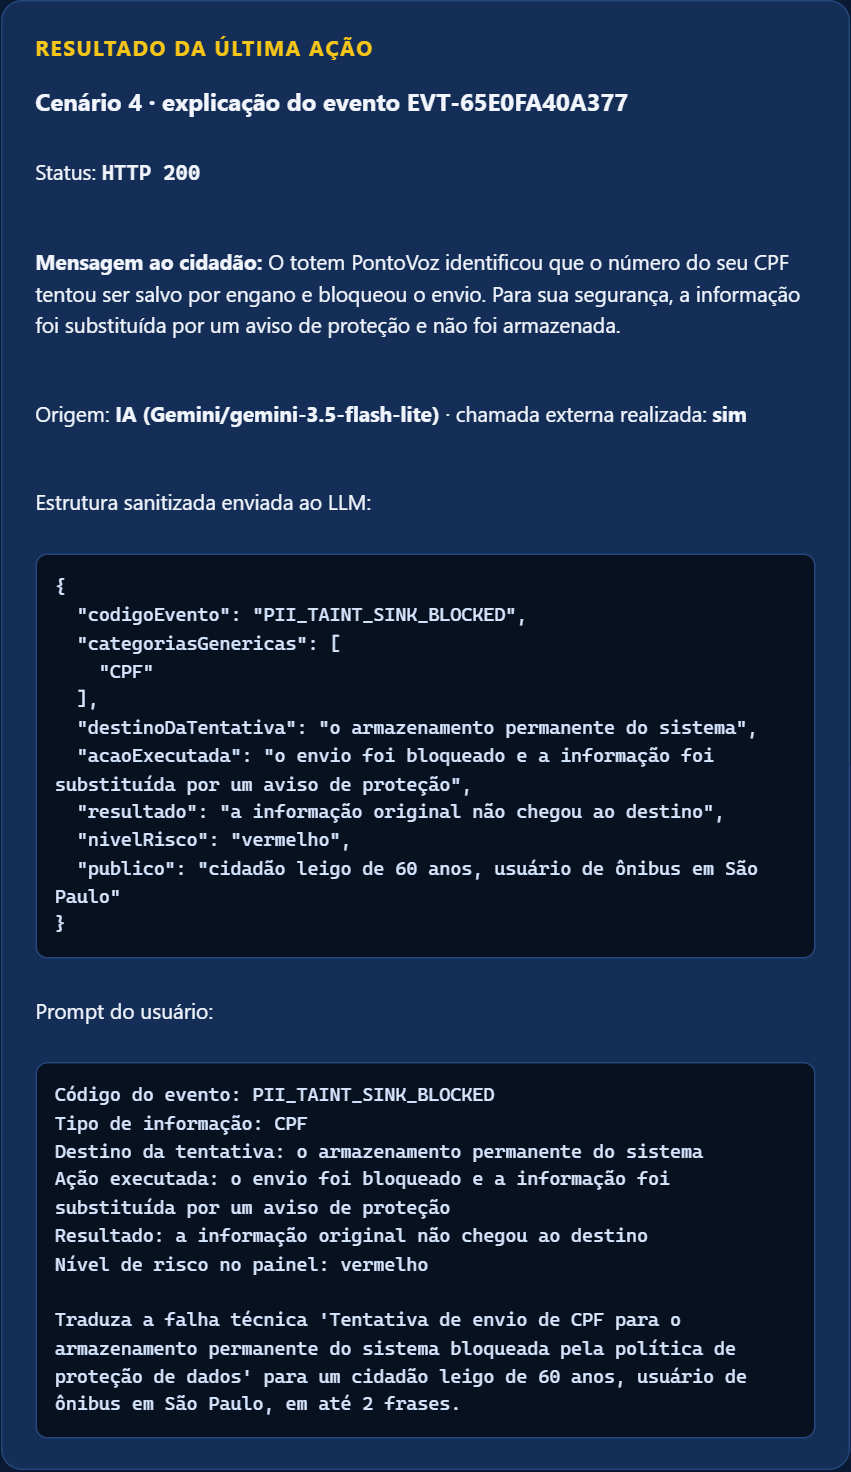 RESULTADO DA ÚLTIMA AÇÃO
Cenário 4 · explicação do evento EVT-65E0FA40A377
Status: HTTP 200
Mensagem ao cidadão: O totem PontoVoz identificou que o número do seu CPF
tentou ser salvo por engano e bloqueou o envio. Para sua segurança, a informação
foi substituída por um aviso de proteção e não foi armazenada.
Origem: IA (Gemini/gemini-3.5-flash-lite) · chamada externa realizada: sim
Estrutura sanitizada enviada ao LLM:
{
  "codigoEvento": "PII_TAINT_SINK_BLOCKED",
  "categoriasGenericas": [
    "CPF"
  ],
  "destinoDaTentativa": "o armazenamento permanente do sistema",
  "acaoExecutada": "o envio foi bloqueado e a informação foi
substituída por um aviso de proteção",
  "resultado": "a informação original não chegou ao destino",
  "nivelRisco": "vermelho",
  "publico": "cidadão leigo de 60 anos, usuário de ônibus em São
Paulo"
}
Prompt do usuário:
Código do evento: PII_TAINT_SINK_BLOCKED
Tipo de informação: CPF
Destino da tentativa: o armazenamento permanente do sistema
Ação executada: o envio foi bloqueado e a informação foi
substituída por um aviso de proteção
Resultado: a informação original não chegou ao destino
Nível de risco no painel: vermelho
Traduza a falha técnica 'Tentativa de envio de CPF para o
armazenamento permanente do sistema bloqueada pela política de
proteção de dados' para um cidadão leigo de 60 anos, usuário de
ônibus em São Paulo, em até 2 frases.